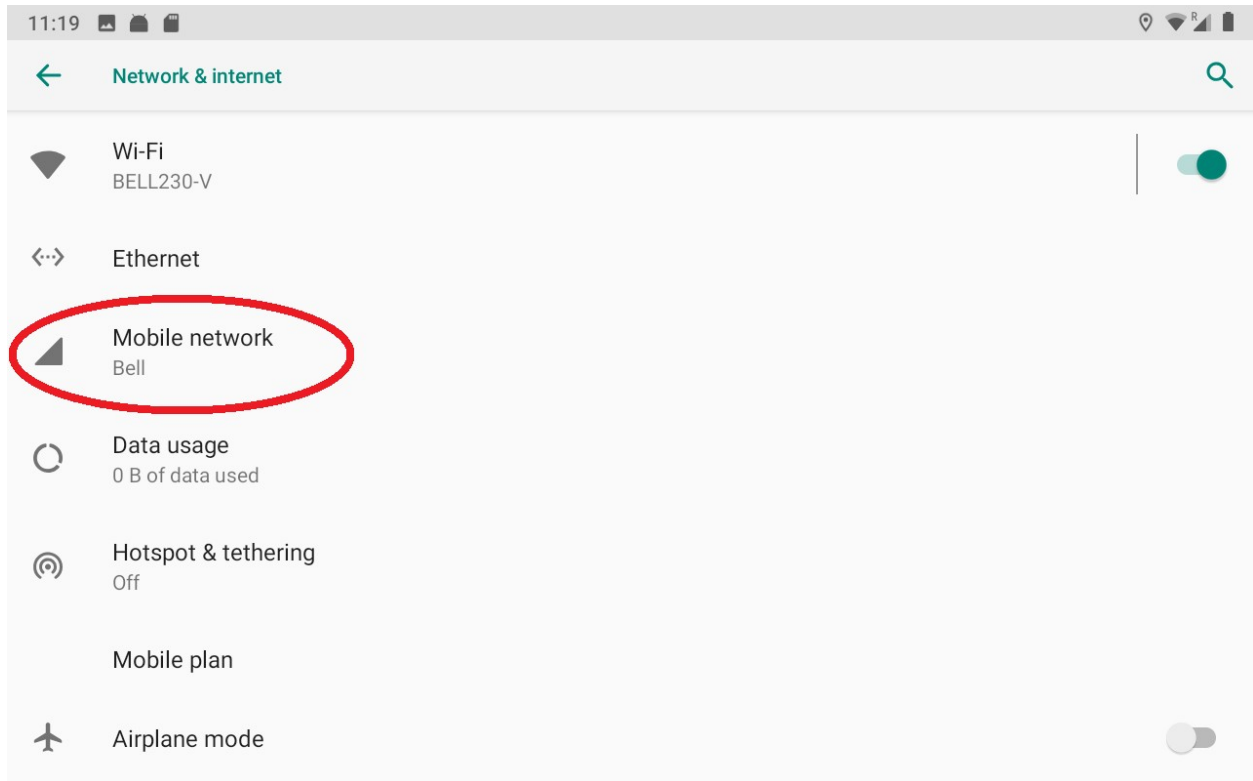 11:19
R
Network & internet
Wi-Fi
BELL230-V
Ethernet
Mobile network
Bell
Data usage
0 B of data used
Hotspot & tethering
Off
Mobile plan
Airplane mode